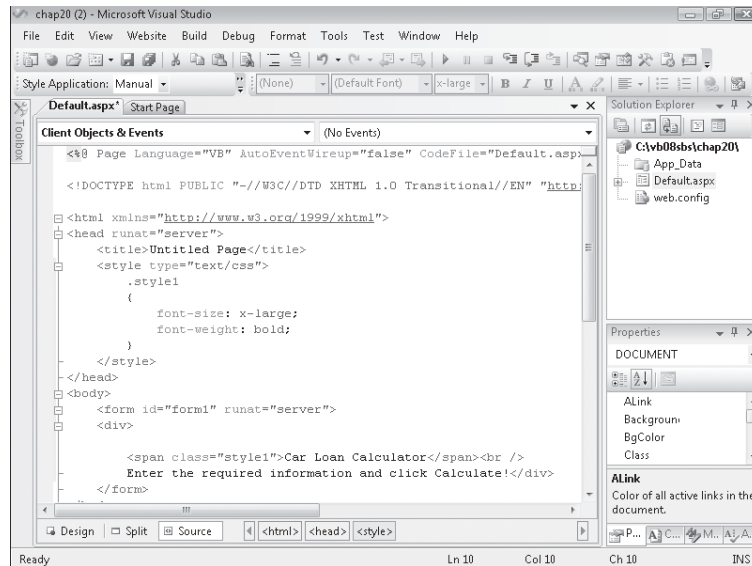 chap20 (2) - Microsoft Visual Studio
File Edit View Website Build Debug Format Tools Test Window Help
Style Application: Manual (None) (Default Font) x-large B I U A
Toolbox
Default.aspx* Start Page
Client Objects & Events (No Events)
<%@ Page Language="VB" AutoEventWireup="false" CodeFile="Default.asp
<!DOCTYPE html PUBLIC "-//W3C//DTD XHTML 1.0 Transitional//EN" "http:
<html xmlns="http://www.w3.org/1999/xhtml">
<head runat="server">
<title>Untitled Page</title>
<style type="text/css">
.style1
{
font-size: x-large;
font-weight: bold;
}
</style>
</head>
<body>
<form id="form1" runat="server">
<div>
<span class="style1">Car Loan Calculator</span><br />
Enter the required information and click Calculate!</div>
</form>
Design Split Source <html> <head> <style>
Solution Explorer
C:\vb08sbs\chap20\
App_Data
Default.aspx
web.config
Properties
DOCUMENT
ALink
Backgroun
BgColor
Class
ALink
Color of all active links in the
document.
P... C... M... A...
Ready Ln 10 Col 10 Ch 10 INS